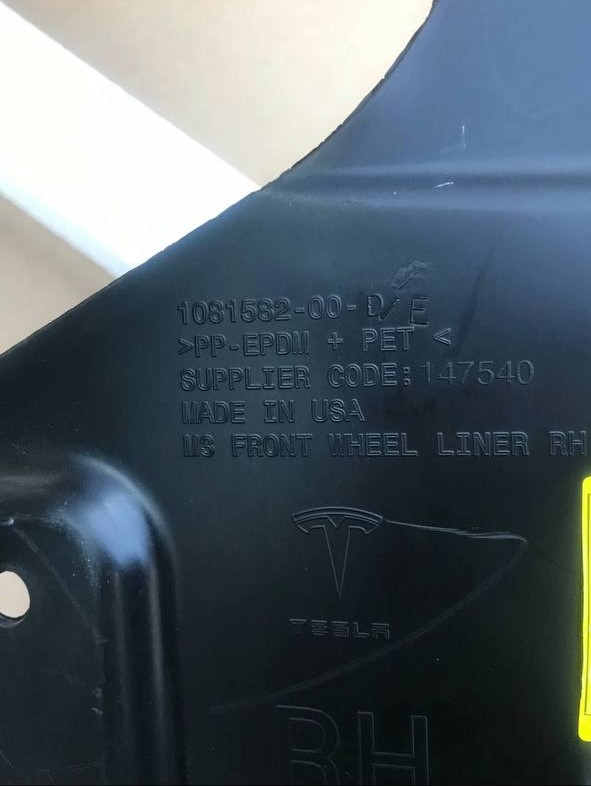 1081582-00-D/E
>PP-EPDM + PET <
SUPPLIER CODE:147540
MADE IN USA
M3 FRONT WHEEL LINER RH
TESLA
RH